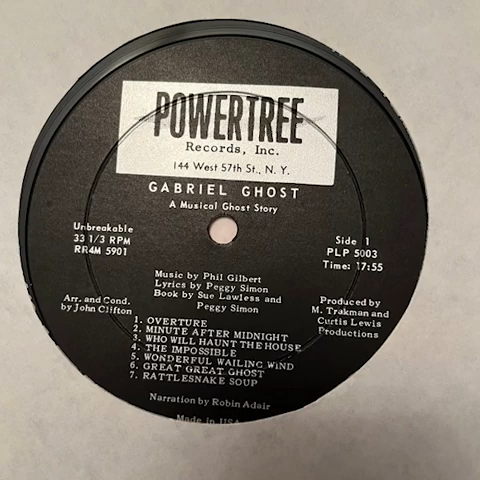 POWERTREE
Records, Inc.
144 West 57th St., N. Y.
GABRIEL GHOST
A Musical Ghost Story
Unbreakable
33 1/3 RPM
RR4M 5901
Side 1
PLP 5003
Time: 17:55
Music by Phil Gilbert
Lyrics by Peggy Simon
Book by Sue Lawless and
Peggy Simon
Arr. and Cond.
by John Clifton
Produced by
M. Trakman and
Curtis Lewis
Productions
1. OVERTURE
2. MINUTE AFTER MIDNIGHT
3. WHO WILL HAUNT THE HOUSE
4. THE IMPOSSIBLE
5. WONDERFUL WAILING WIND
6. GREAT GREAT GHOST
7. RATTLESNAKE SOUP
Narration by Robin Adair
Made in USA